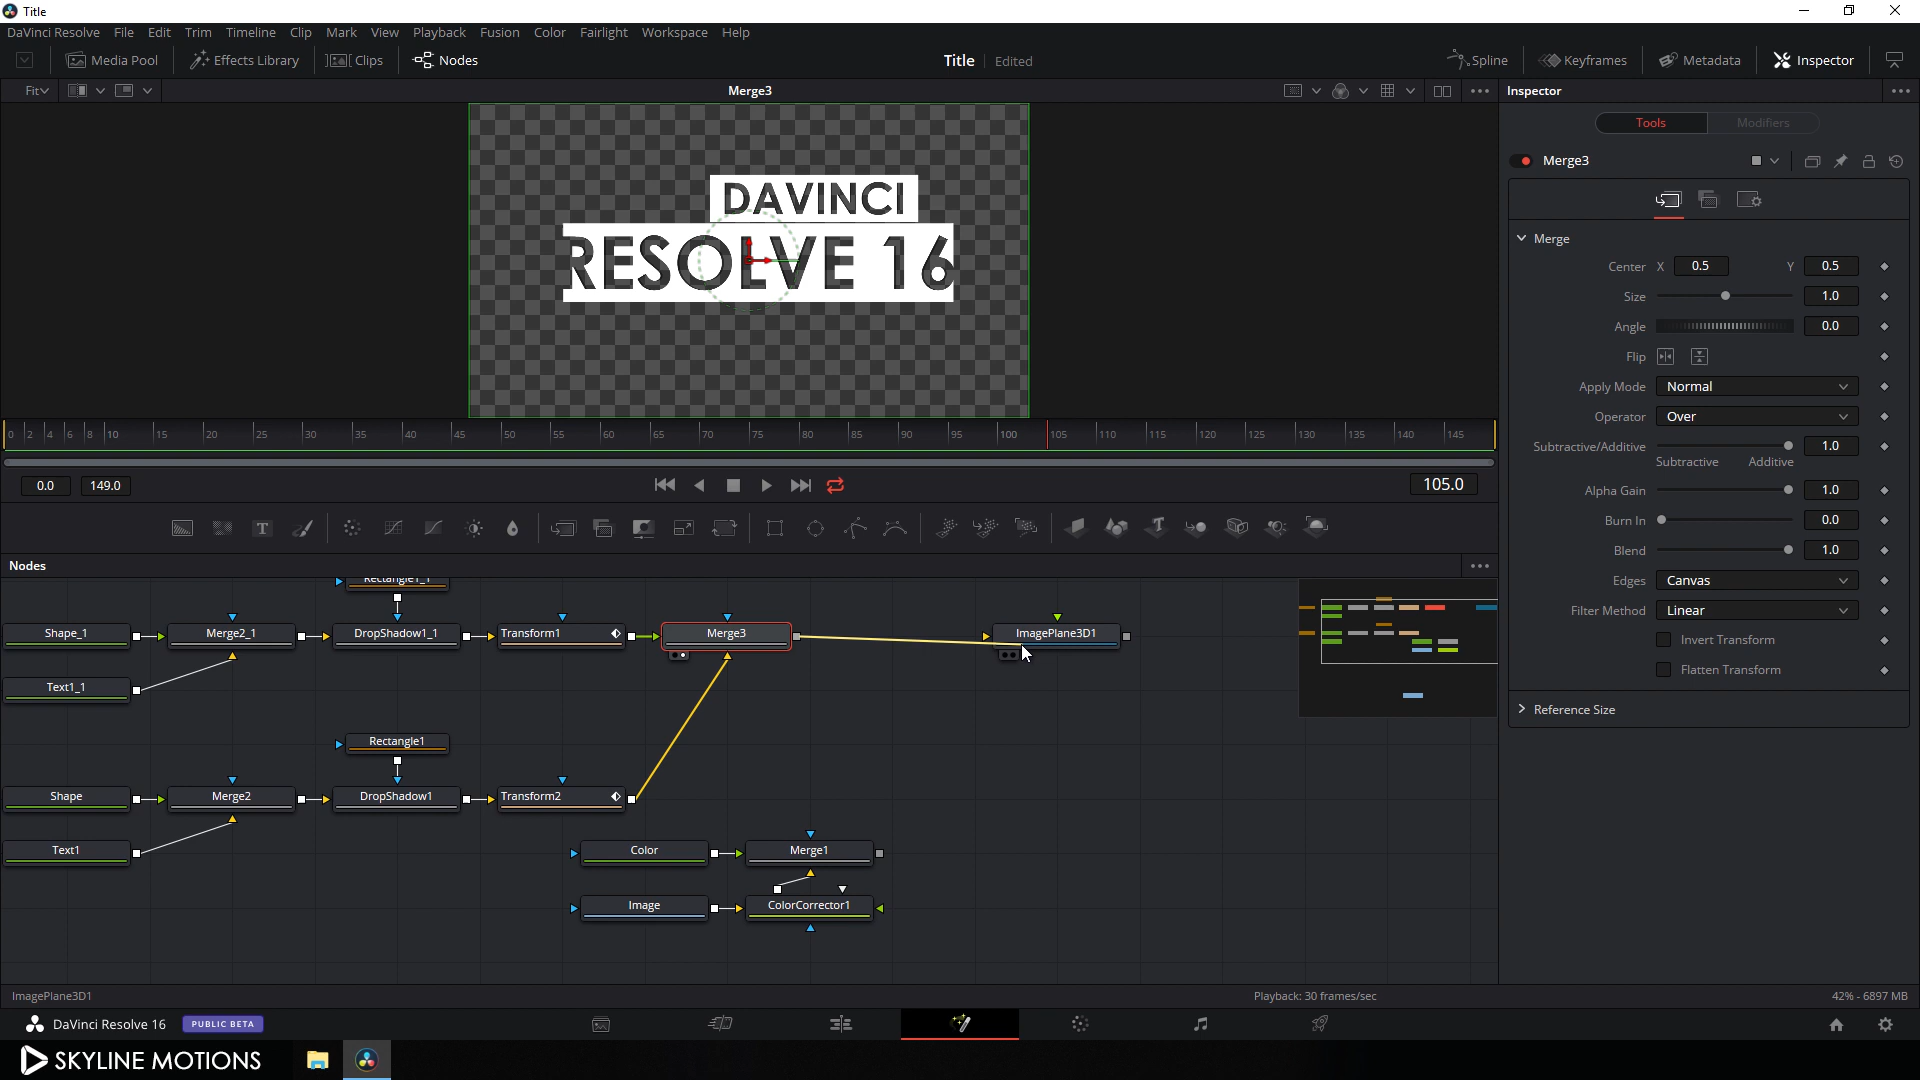 Title
DaVinci Resolve File Edit Trim Timeline Clip Mark View Playback Fusion Color Fairlight Workspace Help
Media Pool Effects Library Clips Nodes Title Edited Spline Keyframes Metadata Inspector
Fit Merge3 Inspector
Tools Modifiers
Merge3
DAVINCI
RESOLVE 16
Merge
Center X 0.5 Y 0.5
Size 1.0
Angle 0.0
Flip
Apply Mode Normal
Operator Over
Subtractive/Additive 1.0
Subtractive Additive
Alpha Gain 1.0
Burn In 0.0
Blend 1.0
Edges Canvas
Filter Method Linear
Invert Transform
Flatten Transform
Reference Size
0 2 4 6 8 10 15 20 25 30 35 40 45 50 55 60 65 70 75 80 85 90 95 100 105 110 115 120 125 130 135 140 145
0.0 149.0 105.0
Nodes
Rectangle1_1
Shape_1 Merge2_1 DropShadow1_1 Transform1 Merge3 ImagePlane3D1
Text1_1
Rectangle1
Shape Merge2 DropShadow1 Transform2
Text1 Color Merge1
Image ColorCorrector1
ImagePlane3D1 Playback: 30 frames/sec 42% - 6897 MB
DaVinci Resolve 16 PUBLIC BETA
SKYLINE MOTIONS